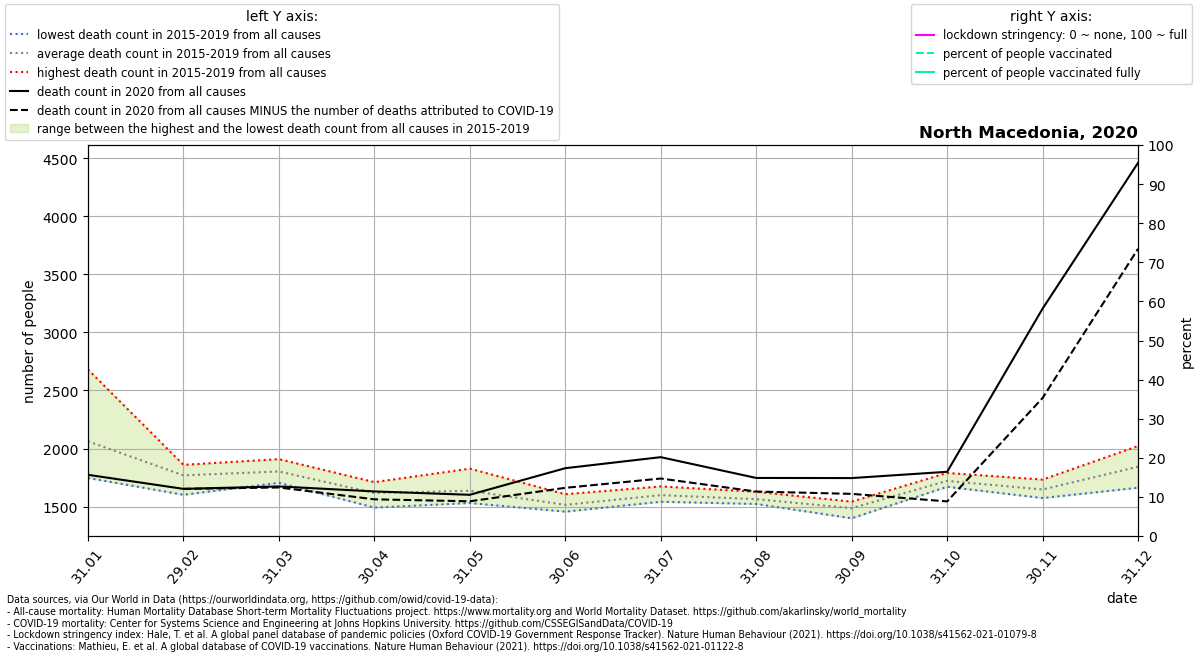 left Y axis:
lowest death count in 2015-2019 from all causes
average death count in 2015-2019 from all causes
highest death count in 2015-2019 from all causes
death count in 2020 from all causes
death count in 2020 from all causes MINUS the number of deaths attributed to COVID-19
range between the highest and the lowest death count from all causes in 2015-2019
right Y axis:
lockdown stringency: 0 ~ none, 100 ~ full
percent of people vaccinated
percent of people vaccinated fully
North Macedonia, 2020
number of people
4500
4000
3500
3000
2500
2000
1500
100
90
80
70
60
50
40
30
20
10
0
percent
31.01
29.02
31.03
30.04
31.05
30.06
31.07
31.08
30.09
31.10
30.11
31.12
date
Data sources, via Our World in Data (https://ourworldindata.org, https://github.com/owid/covid-19-data):
- All-cause mortality: Human Mortality Database Short-term Mortality Fluctuations project. https://www.mortality.org and World Mortality Dataset. https://github.com/akarlinsky/world_mortality
- COVID-19 mortality: Center for Systems Science and Engineering at Johns Hopkins University. https://github.com/CSSEGISandData/COVID-19
- Lockdown stringency index: Hale, T. et al. A global panel database of pandemic policies (Oxford COVID-19 Government Response Tracker). Nature Human Behaviour (2021). https://doi.org/10.1038/s41562-021-01079-8
- Vaccinations: Mathieu, E. et al. A global database of COVID-19 vaccinations. Nature Human Behaviour (2021). https://doi.org/10.1038/s41562-021-01122-8